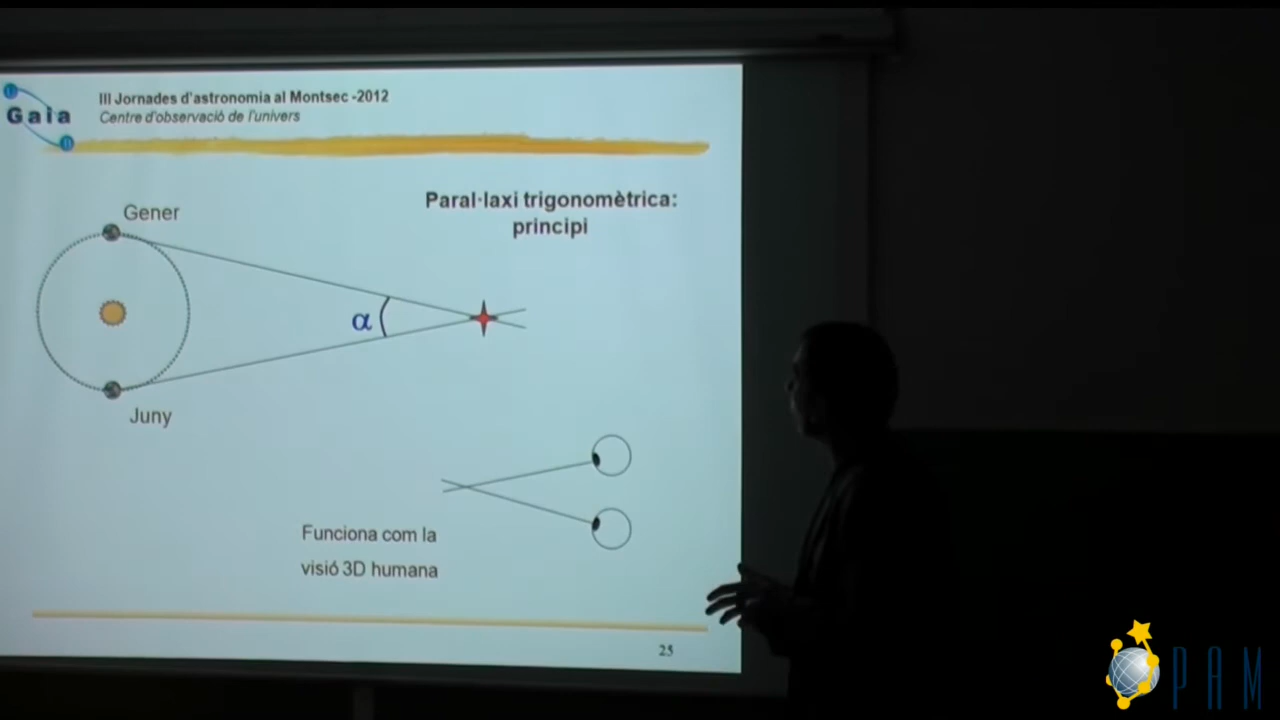 Gaia
III Jornades d'astronomia al Montsec -2012
Centre d'observació de l'univers
Paral·laxi trigonomètrica:
principi
Gener
α
Juny
Funciona com la
visió 3D humana
25
PAM